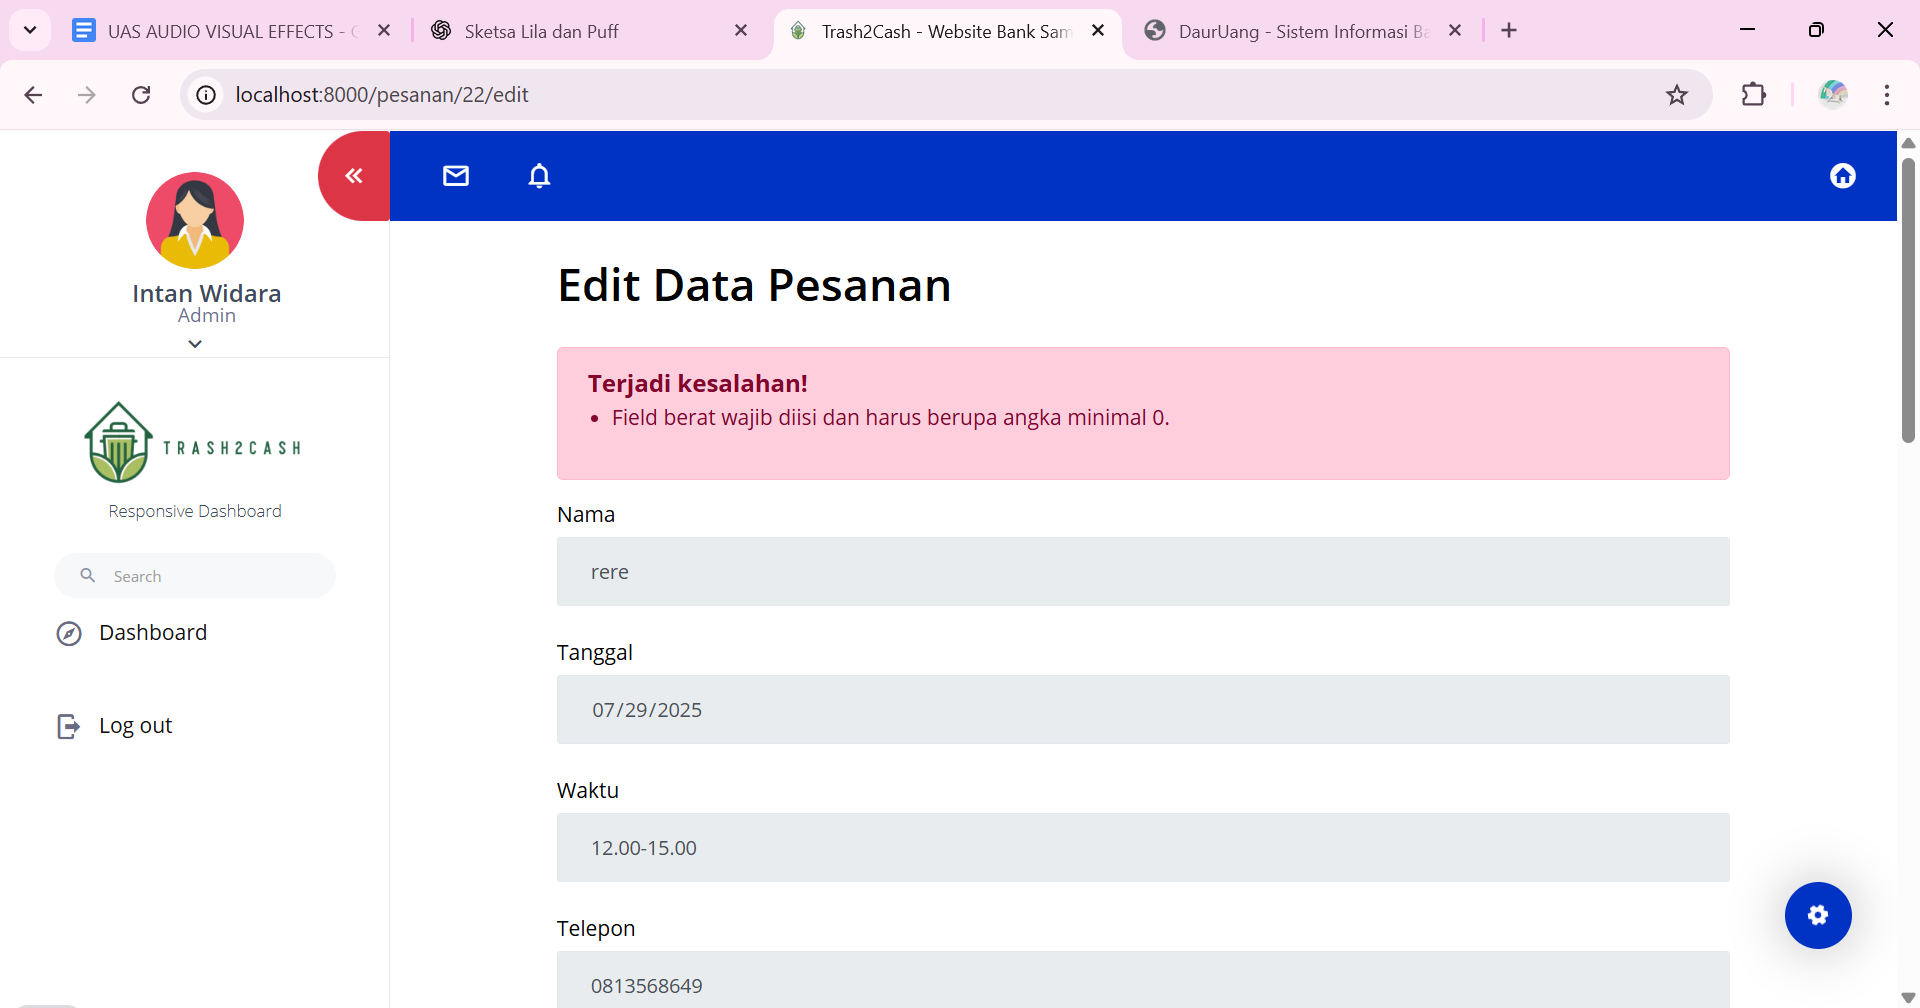 UAS AUDIO VISUAL EFFECTS -
Sketsa Lila dan Puff
Trash2Cash - Website Bank Sam
DaurUang - Sistem Informasi Ba
localhost:8000/pesanan/22/edit
Intan Widara
Admin
TRASH2CASH
Responsive Dashboard
Search
Dashboard
Log out
Edit Data Pesanan
Terjadi kesalahan!
• Field berat wajib diisi dan harus berupa angka minimal 0.
Nama
rere
Tanggal
07/29/2025
Waktu
12.00-15.00
Telepon
0813568649